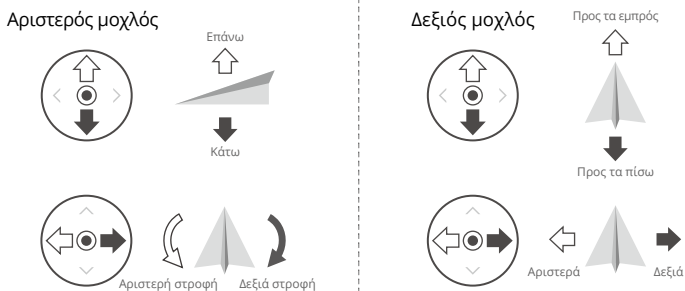 Αριστερός μοχλός
Επάνω
Κάτω
Αριστερή στροφή
Δεξιά στροφή
Δεξιός μοχλός
Προς τα εμπρός
Προς τα πίσω
Αριστερά
Δεξιά